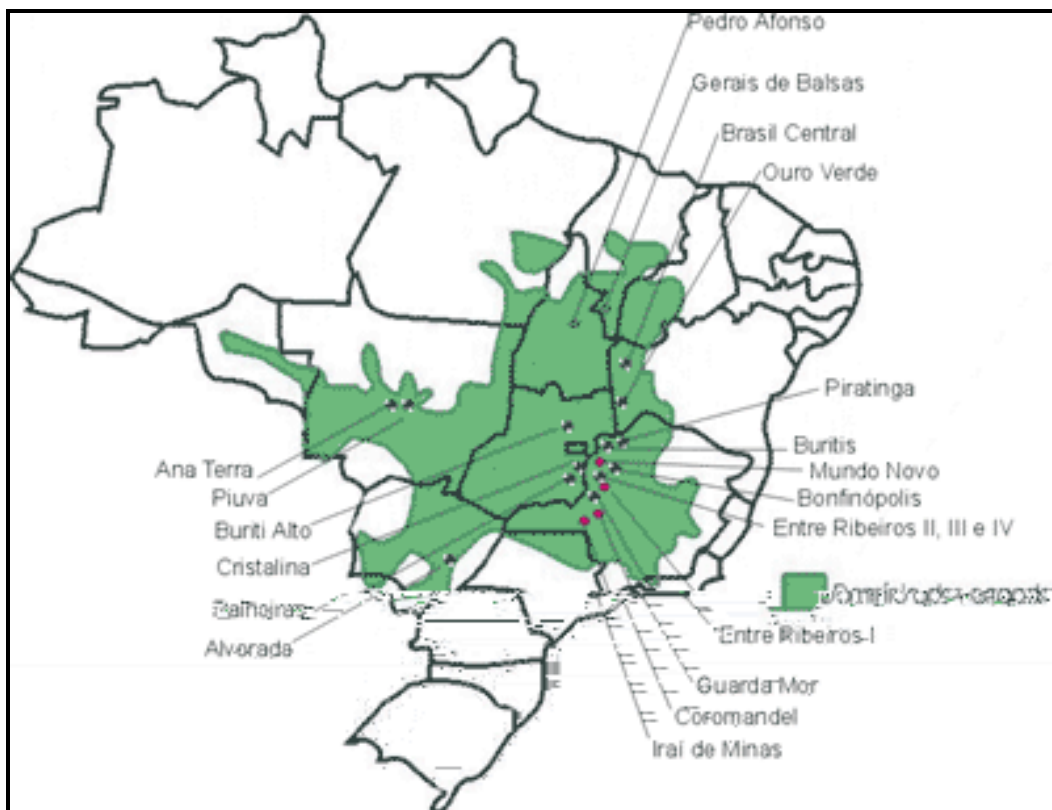 Pedro Afonso
Gerais de Balsas
Brasil Central
Ouro Verde
Piratinga
Buritis
Mundo Novo
Bonfinópolis
Entre Ribeiros II, III e IV
Ana Terra
Piuva
Buriti Alto
Cristalina
Alvorada
Entre Ribeiros I
Guarda Mor
Coromandel
Iraí de Minas